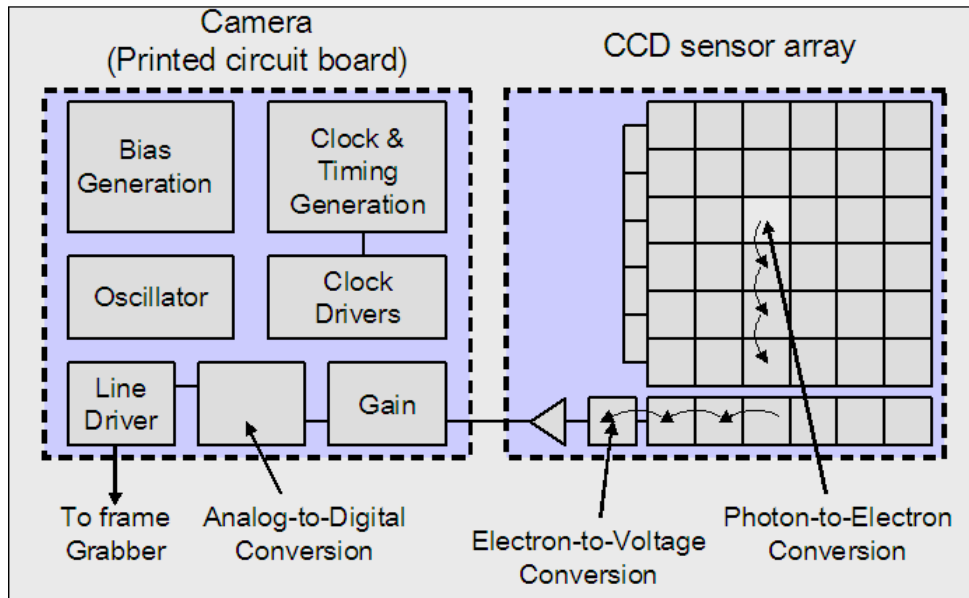 Camera
(Printed circuit board)
CCD sensor array
Bias
Generation
Clock &
Timing
Generation
Oscillator
Clock
Drivers
Line
Driver
Gain
To frame
Grabber
Analog-to-Digital
Conversion
Electron-to-Voltage
Conversion
Photon-to-Electron
Conversion